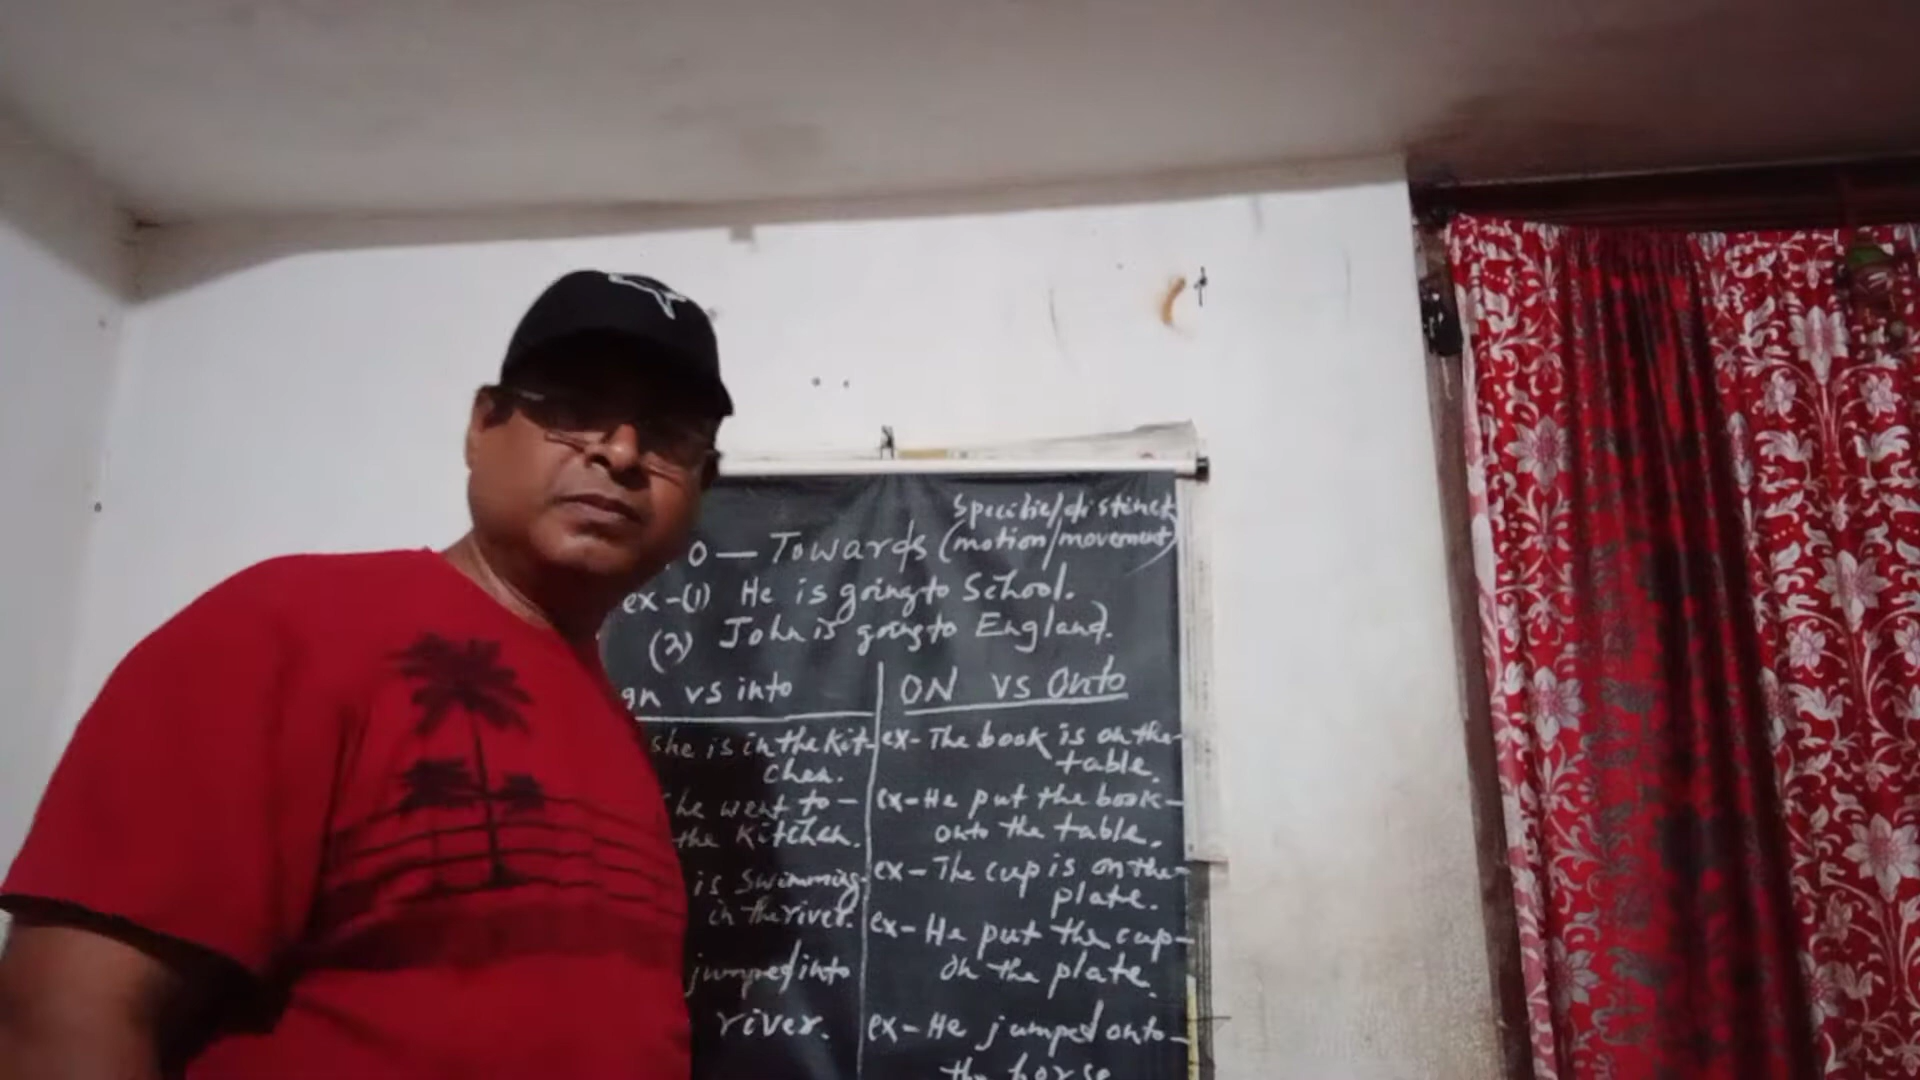 Specific/distinct
O — Towards (motion/movement)
ex-(1) He is going to School.
(2) John is going to England.
In vs into
she is in the kit-
chen.
he went to -
the kitchen.
is swimming-
in the river.
jumped into
river.
ON vs Onto
ex- The book is on the-
table.
ex- He put the book-
onto the table.
ex- The cup is on the-
plate.
ex- He put the cup-
on the plate.
ex- He jumped onto-
the horse